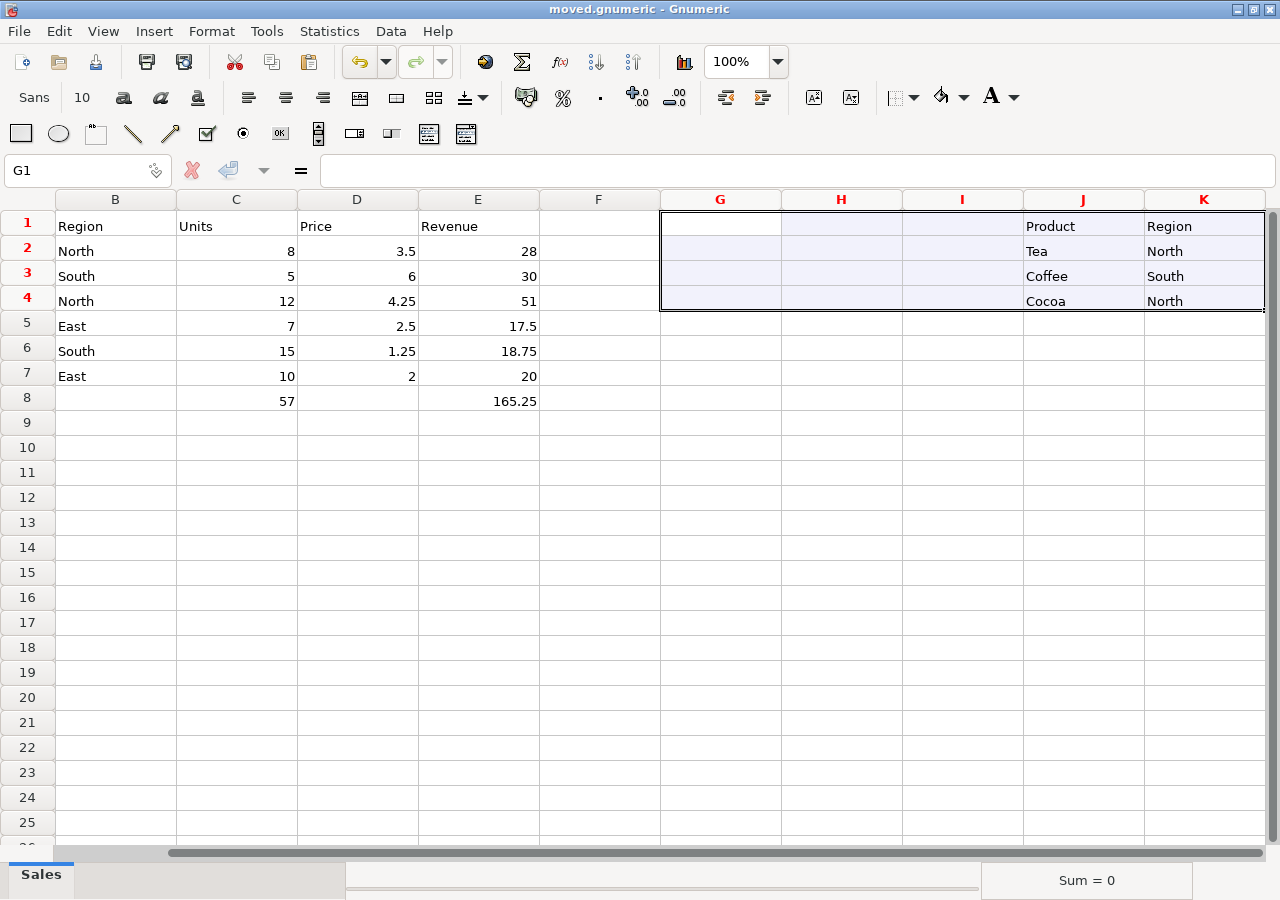 moved.gnumeric - Gnumeric
File Edit View Insert Format Tools Statistics Data Help
f(x) 100%
Sans 10 a a a % .00 .00 A A A
OK
G1
B C D E F G H I J K
1 Region Units Price Revenue Product Region
2 North 8 3.5 28 Tea North
3 South 5 6 30 Coffee South
4 North 12 4.25 51 Cocoa North
5 East 7 2.5 17.5
6 South 15 1.25 18.75
7 East 10 2 20
8 57 165.25
9
10
11
12
13
14
15
16
17
18
19
20
21
22
23
24
25
Sales Sum = 0